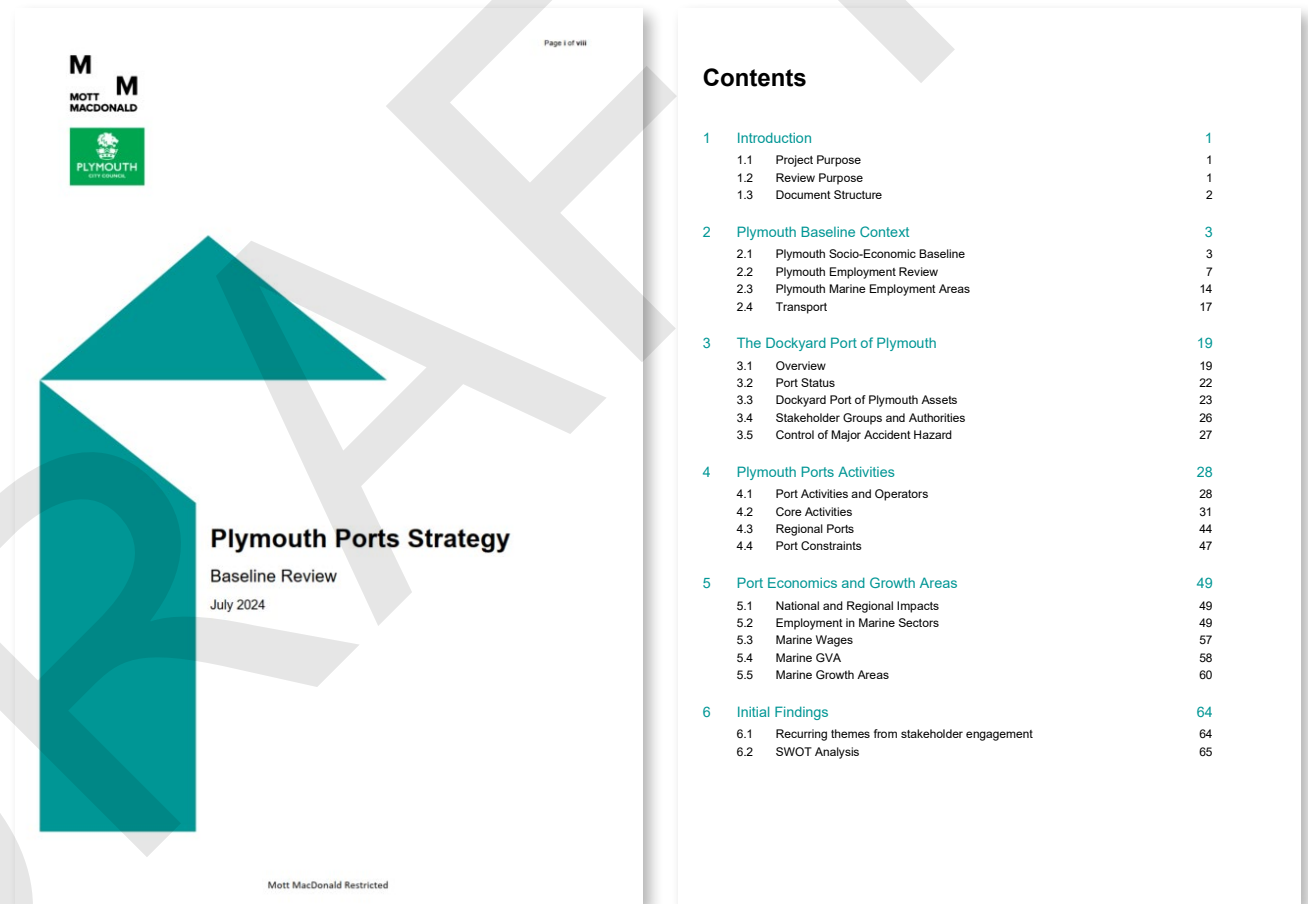 Page i of viii
M
M
MOTT
MACDONALD
PLYMOUTH
CITY COUNCIL
Plymouth Ports Strategy
Baseline Review
July 2024
Mott MacDonald Restricted
DRAFT
Contents
1 Introduction 1
1.1 Project Purpose 1
1.2 Review Purpose 1
1.3 Document Structure 2
2 Plymouth Baseline Context 3
2.1 Plymouth Socio-Economic Baseline 3
2.2 Plymouth Employment Review 7
2.3 Plymouth Marine Employment Areas 14
2.4 Transport 17
3 The Dockyard Port of Plymouth 19
3.1 Overview 19
3.2 Port Status 22
3.3 Dockyard Port of Plymouth Assets 23
3.4 Stakeholder Groups and Authorities 26
3.5 Control of Major Accident Hazard 27
4 Plymouth Ports Activities 28
4.1 Port Activities and Operators 28
4.2 Core Activities 31
4.3 Regional Ports 44
4.4 Port Constraints 47
5 Port Economics and Growth Areas 49
5.1 National and Regional Impacts 49
5.2 Employment in Marine Sectors 49
5.3 Marine Wages 57
5.4 Marine GVA 58
5.5 Marine Growth Areas 60
6 Initial Findings 64
6.1 Recurring themes from stakeholder engagement 64
6.2 SWOT Analysis 65